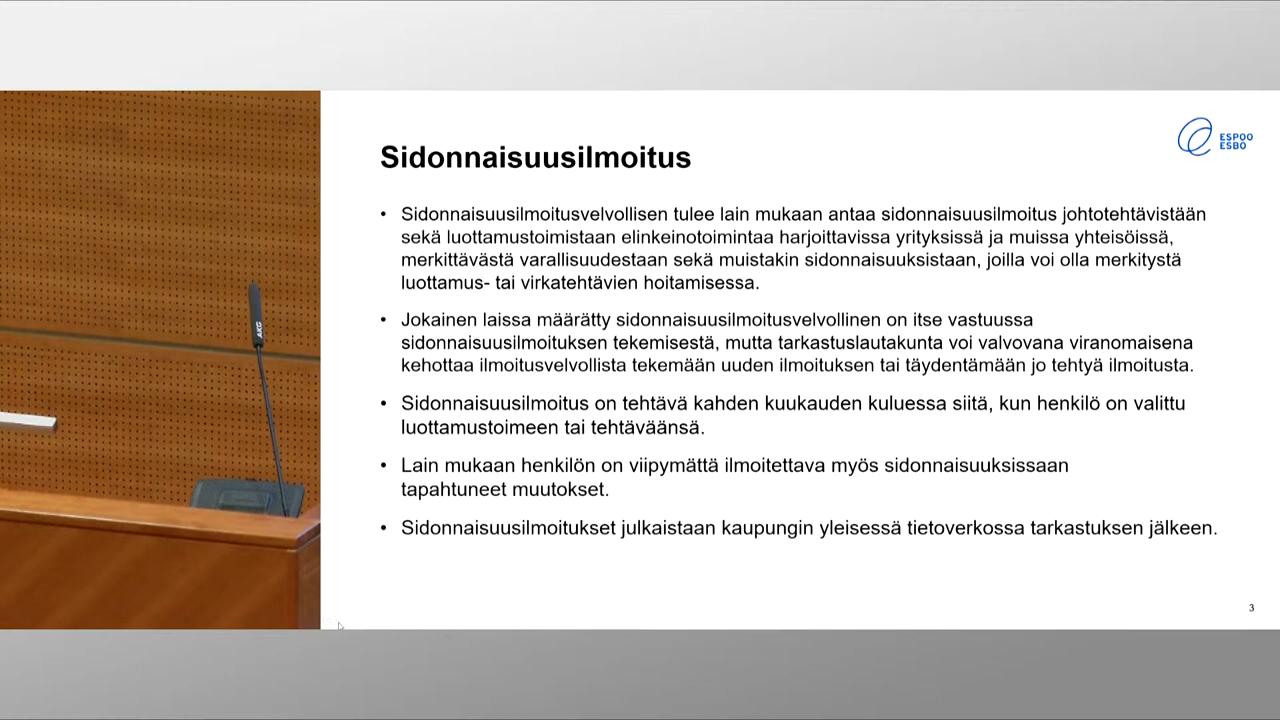 ESPOO
ESBO
Sidonnaisuusilmoitus
• Sidonnaisuusilmoitusvelvollisen tulee lain mukaan antaa sidonnaisuusilmoitus johtotehtävistään
sekä luottamustoimistaan elinkeinotoimintaa harjoittavissa yrityksissä ja muissa yhteisöissä,
merkittävästä varallisuudestaan sekä muistakin sidonnaisuuksistaan, joilla voi olla merkitystä
luottamus- tai virkatehtävien hoitamisessa.
• Jokainen laissa määrätty sidonnaisuusilmoitusvelvollinen on itse vastuussa
sidonnaisuusilmoituksen tekemisestä, mutta tarkastuslautakunta voi valvovana viranomaisena
kehottaa ilmoitusvelvollista tekemään uuden ilmoituksen tai täydentämään jo tehtyä ilmoitusta.
• Sidonnaisuusilmoitus on tehtävä kahden kuukauden kuluessa siitä, kun henkilö on valittu
luottamustoimeen tai tehtäväänsä.
• Lain mukaan henkilön on viipymättä ilmoitettava myös sidonnaisuuksissaan
tapahtuneet muutokset.
• Sidonnaisuusilmoitukset julkaistaan kaupungin yleisessä tietoverkossa tarkastuksen jälkeen.
3
AKG